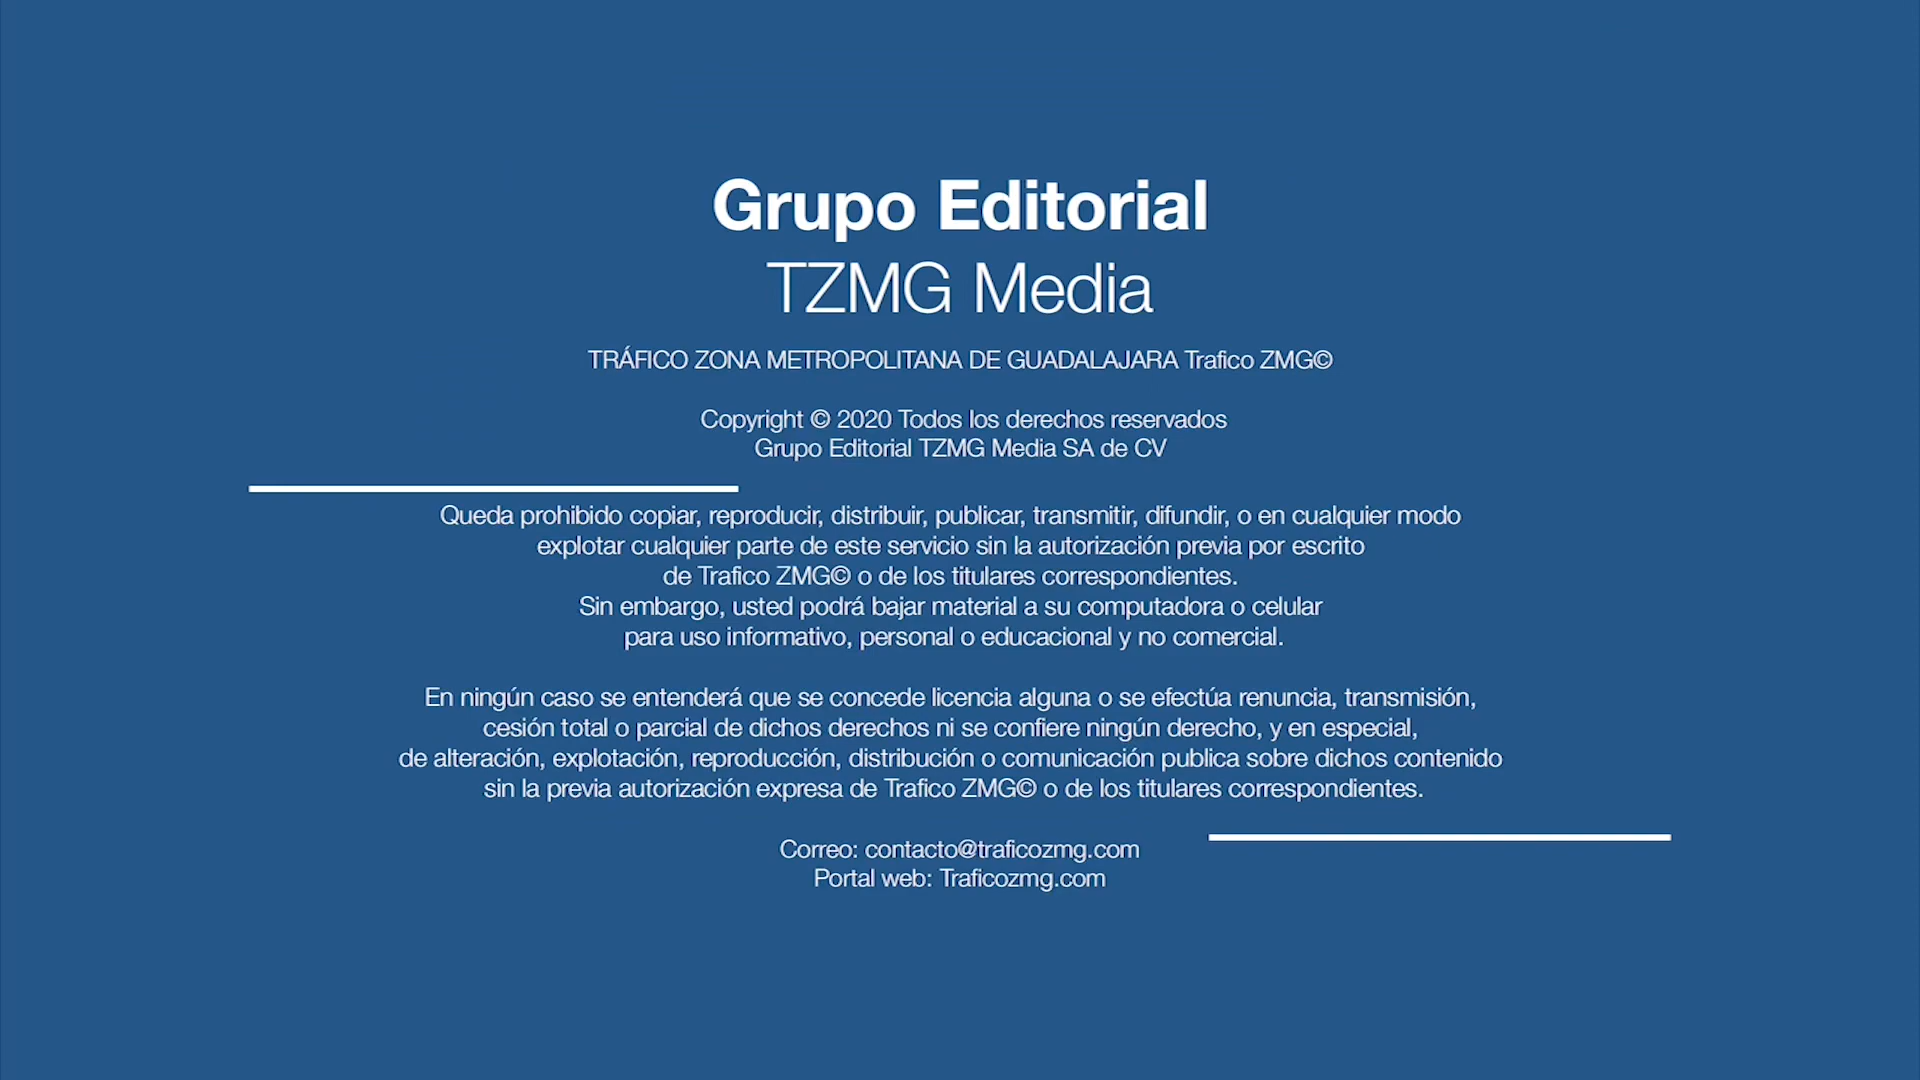 Grupo Editorial
TZMG Media
TRÁFICO ZONA METROPOLITANA DE GUADALAJARA Trafico ZMG©
Copyright © 2020 Todos los derechos reservados
Grupo Editorial TZMG Media SA de CV
Queda prohibido copiar, reproducir, distribuir, publicar, transmitir, difundir, o en cualquier modo
explotar cualquier parte de este servicio sin la autorización previa por escrito
de Trafico ZMG© o de los titulares correspondientes.
Sin embargo, usted podrá bajar material a su computadora o celular
para uso informativo, personal o educacional y no comercial.
En ningún caso se entenderá que se concede licencia alguna o se efectúa renuncia, transmisión,
cesión total o parcial de dichos derechos ni se confiere ningún derecho, y en especial,
de alteración, explotación, reproducción, distribución o comunicación publica sobre dichos contenido
sin la previa autorización expresa de Trafico ZMG© o de los titulares correspondientes.
Correo: contacto@traficozmg.com
Portal web: Traficozmg.com